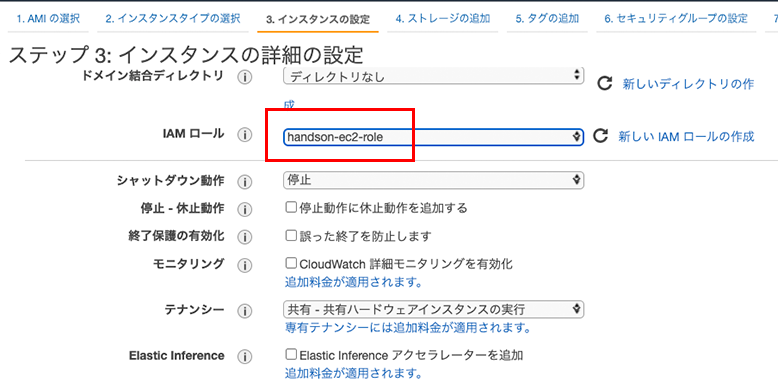 1. AMI の選択 2. インスタンスタイプの選択 3. インスタンスの設定 4. ストレージの追加 5. タグの追加 6. セキュリティグループの設定 7
ステップ 3: インスタンスの詳細の設定
ドメイン結合ディレクトリ ディレクトリなし 新しいディレクトリの作
成
IAM ロール handson-ec2-role 新しい IAM ロールの作成
シャットダウン動作 停止
停止 - 休止動作 停止動作に休止動作を追加する
終了保護の有効化 誤った終了を防止します
モニタリング CloudWatch 詳細モニタリングを有効化
追加料金が適用されます。
テナンシー 共有 - 共有ハードウェアインスタンスの実行
専有テナンシーには追加料金が適用されます。
Elastic Inference Elastic Inference アクセラレーターを追加
追加料金が適用されます。